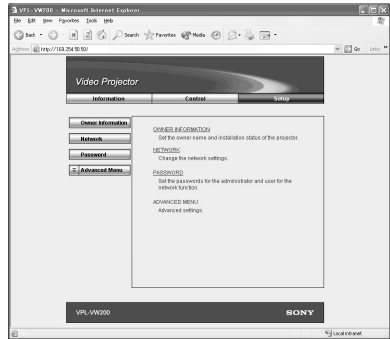 VPL-VW200 - Microsoft Internet Explorer
File Edit View Favorites Tools Help
Back Search Favorites Media
Address http://169.254.50.50/ Go Links
Video Projector
Information Control Setup
Owner Information
Network
Password
Advanced Menu
OWNER INFORMATION
Set the owner name and installation status of the projector.
NETWORK
Change the network settings.
PASSWORD
Set the passwords for the administrator and user for the
network function.
ADVANCED MENU
Advanced settings.
VPL-VW200 SONY
Local intranet